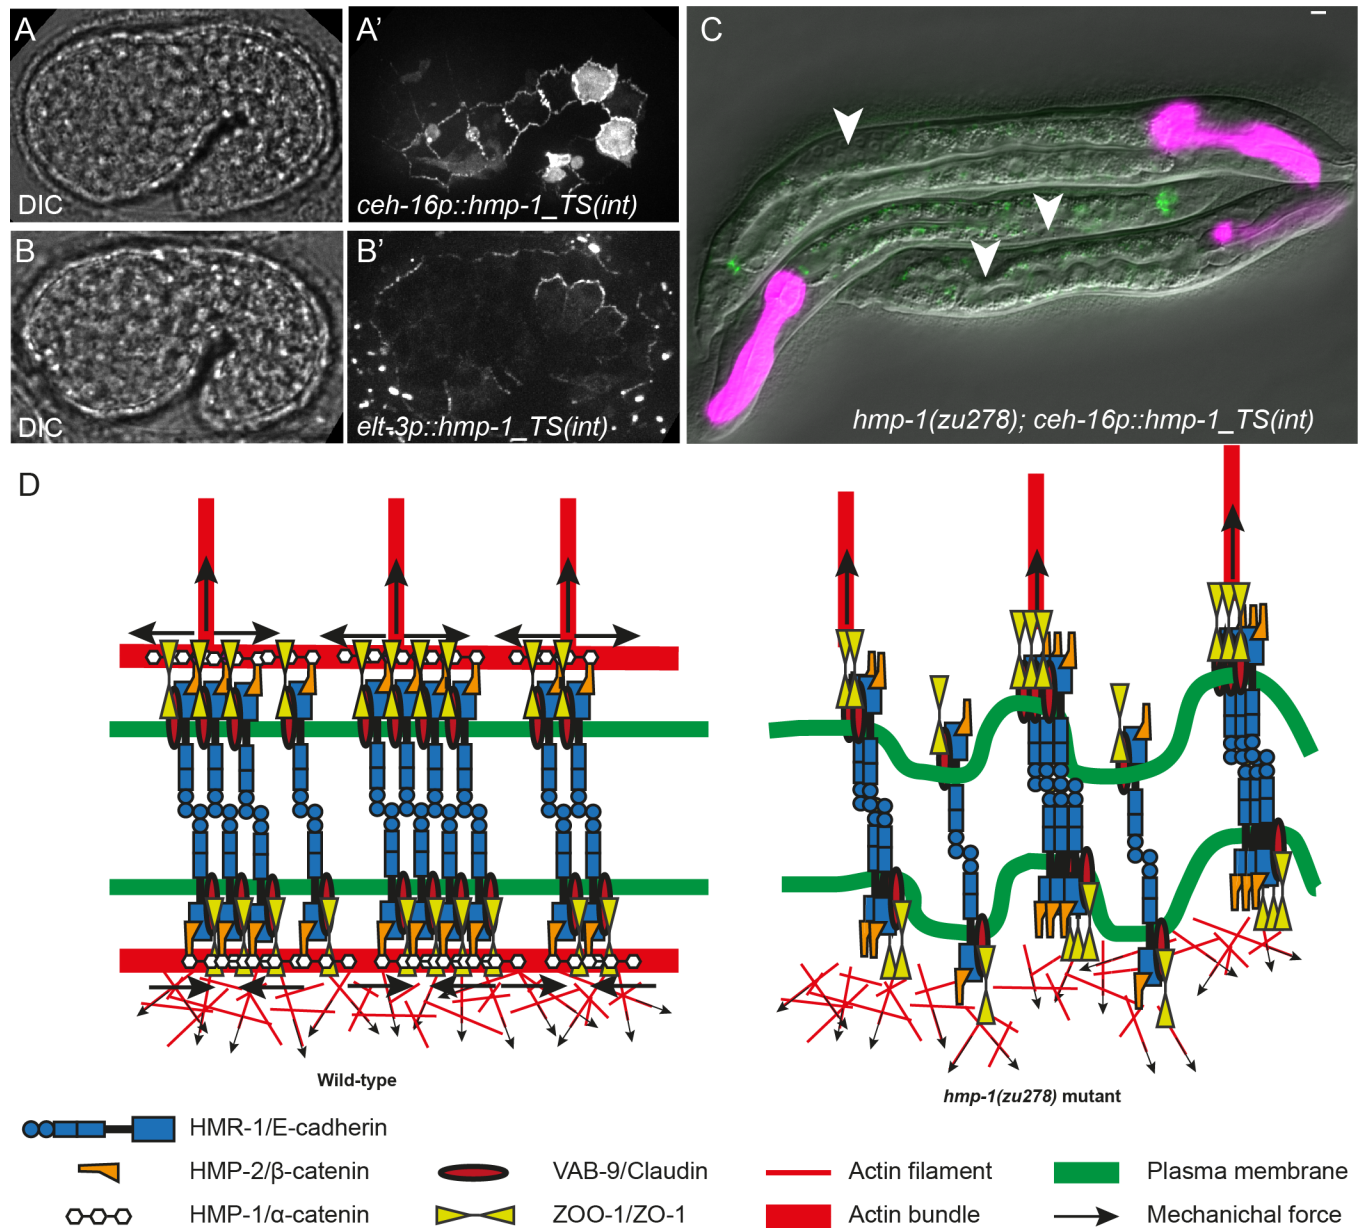 A
DIC
A'
ceh-16p::hmp-1_TS(int)
B
DIC
B'
elt-3p::hmp-1_TS(int)
C
hmp-1(zu278); ceh-16p::hmp-1_TS(int)
D
Wild-type
hmp-1(zu278) mutant
HMR-1/E-cadherin
HMP-2/β-catenin
VAB-9/Claudin
Actin filament
Plasma membrane
HMP-1/α-catenin
ZOO-1/ZO-1
Actin bundle
Mechanichal force